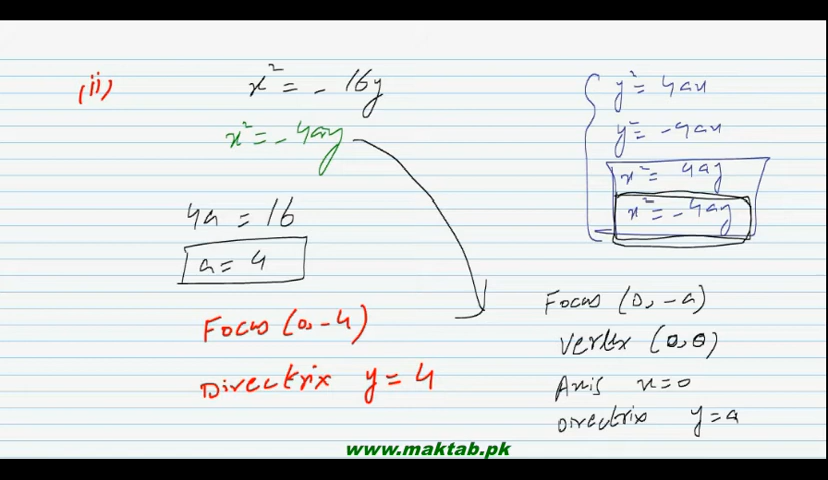 (ii)
x² = - 16y
x² = - 4ay
4a = 16
a = 4
Focus (0, -4)
Directrix y = 4
y² = 4ax
y² = -4ax
x² = 4ay
x² = -4ay
Focus (0, -a)
Vertex (0, 0)
Axis x = 0
Directrix y = a
www.maktab.pk